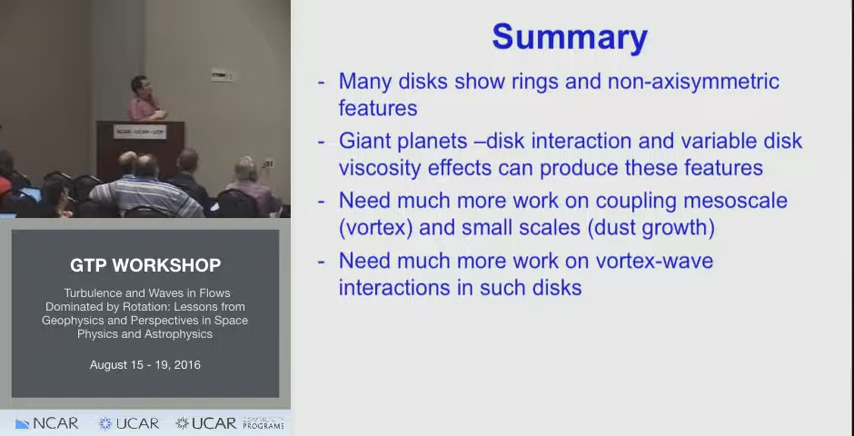 Summary
- Many disks show rings and non-axisymmetric
features
- Giant planets –disk interaction and variable disk
viscosity effects can produce these features
- Need much more work on coupling mesoscale
(vortex) and small scales (dust growth)
- Need much more work on vortex-wave
interactions in such disks
GTP WORKSHOP
Turbulence and Waves in Flows
Dominated by Rotation: Lessons from
Geophysics and Perspectives in Space
Physics and Astrophysics
August 15 - 19, 2016
NCAR
UCAR
UCAR COMMUNITY PROGRAMS